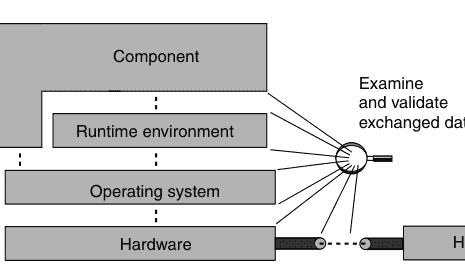 Component
Examine
and validate
exchanged dat
Runtime environment
Operating system
Hardware
H